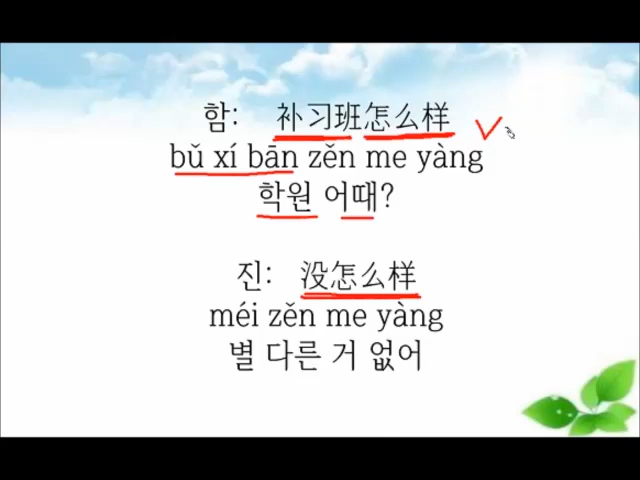 함: 补习班怎么样
bǔ xí bān zěn me yàng
학원 어때?
진: 没怎么样
méi zěn me yàng
별 다른 거 없어